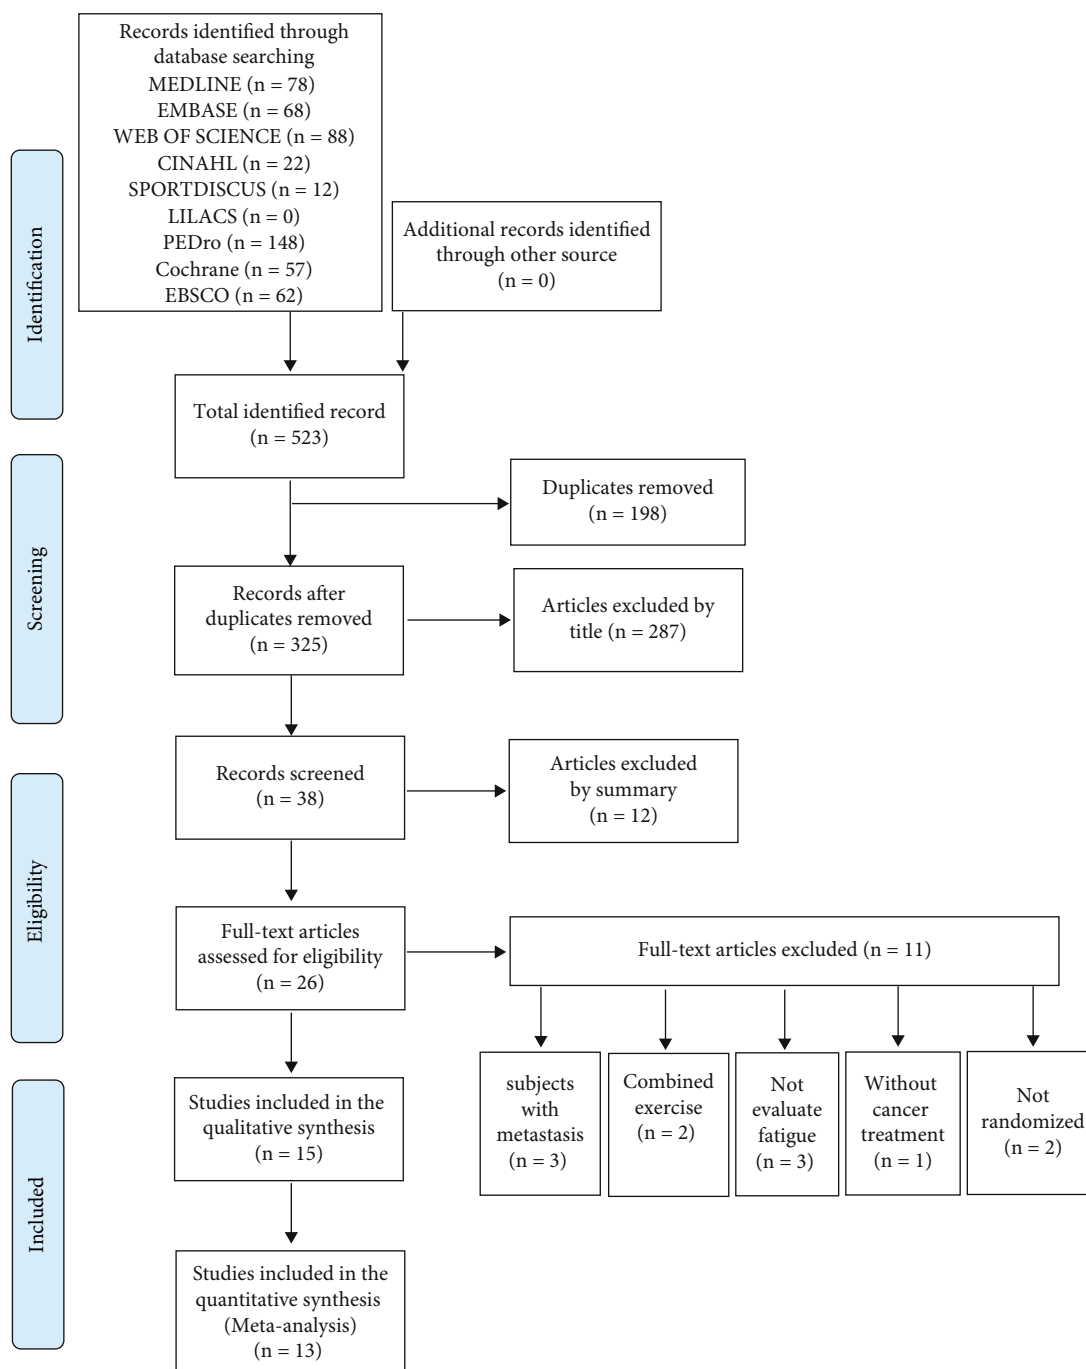 Records identified through
database searching
MEDLINE (n = 78)
EMBASE (n = 68)
WEB OF SCIENCE (n = 88)
CINAHL (n = 22)
SPORTDISCUS (n = 12)
LILACS (n = 0)
PEDro (n = 148)
Cochrane (n = 57)
EBSCO (n = 62)
Additional records identified
through other source
(n = 0)
Identification
Total identified record
(n = 523)
Duplicates removed
(n = 198)
Screening
Records after
duplicates removed
(n = 325)
Articles excluded by
title (n = 287)
Records screened
(n = 38)
Articles excluded
by summary
(n = 12)
Eligibility
Full-text articles
assessed for eligibility
(n = 26)
Full-text articles excluded (n = 11)
subjects
with
metastasis
(n = 3)
Combined
exercise
(n = 2)
Not
evaluate
fatigue
(n = 3)
Without
cancer
treatment
(n = 1)
Not
randomized
(n = 2)
Included
Studies included in the
qualitative synthesis
(n = 15)
Studies included in the
quantitative synthesis
(Meta-analysis)
(n = 13)